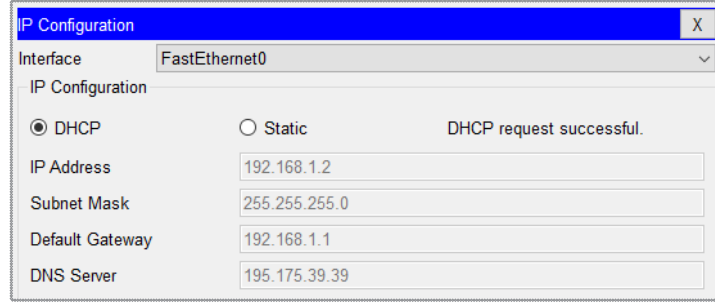 IP Configuration X
Interface FastEthernet0
IP Configuration
DHCP Static DHCP request successful.
IP Address 192.168.1.2
Subnet Mask 255.255.255.0
Default Gateway 192.168.1.1
DNS Server 195.175.39.39